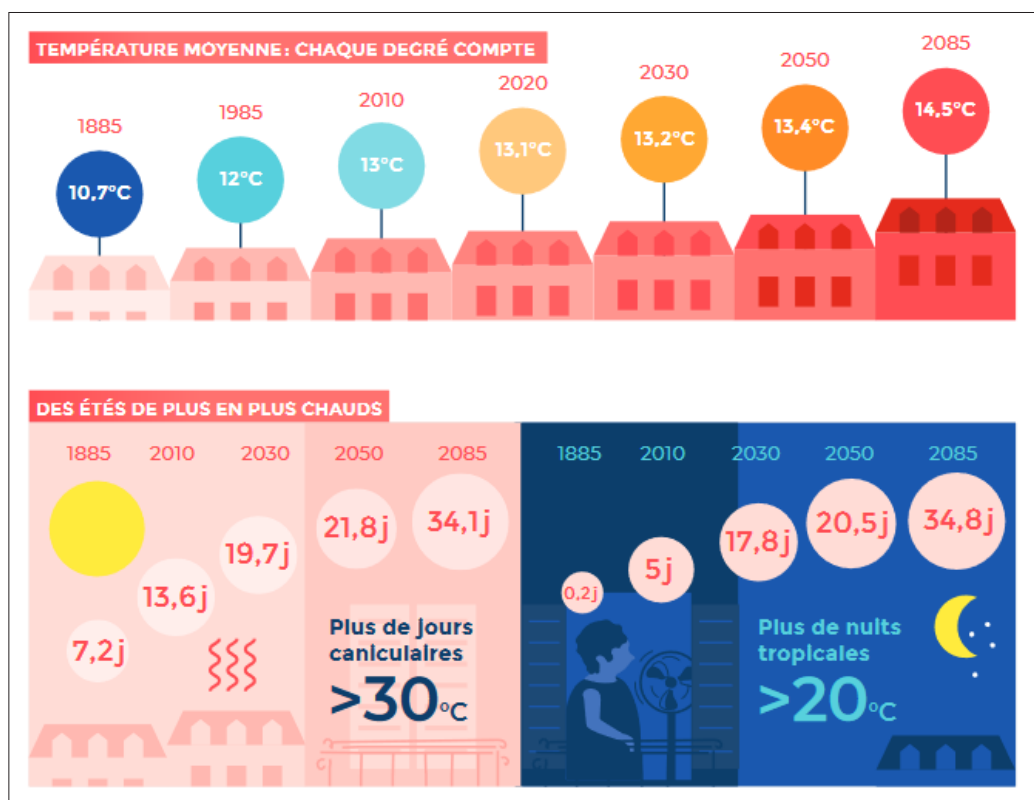 TEMPÉRATURE MOYENNE : CHAQUE DEGRÉ COMPTE
1885 1985 2010 2020 2030 2050 2085
10,7°C 12°C 13°C 13,1°C 13,2°C 13,4°C 14,5°C
DES ÉTÉS DE PLUS EN PLUS CHAUDS
1885 2010 2030 2050 2085
7,2j 13,6j 19,7j 21,8j 34,1j
Plus de jours
caniculaires
>30°C
1885 2010 2030 2050 2085
0,2j 5j 17,8j 20,5j 34,8j
Plus de nuits
tropicales
>20°C